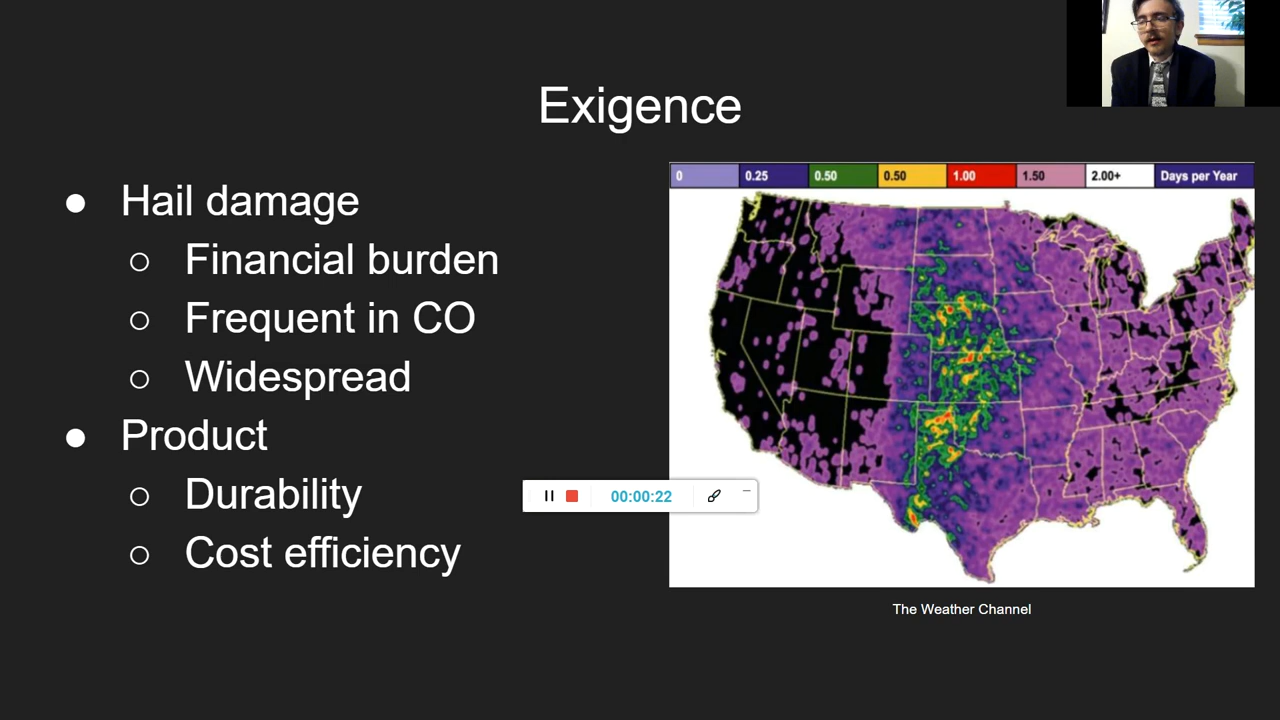 Exigence
● Hail damage
○ Financial burden
○ Frequent in CO
○ Widespread
● Product
○ Durability
○ Cost efficiency
0 0.25 0.50 0.50 1.00 1.50 2.00+ Days per Year
00:00:22
The Weather Channel